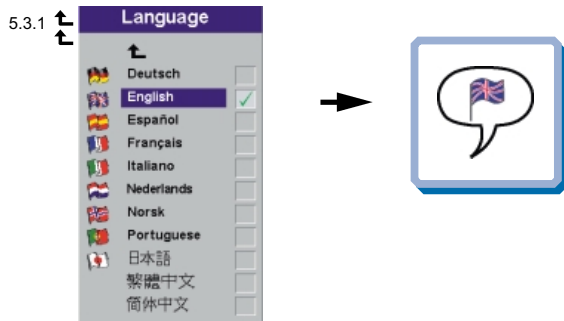 5.3.1
Language
Deutsch
English
Español
Français
Italiano
Nederlands
Norsk
Portuguese
日本語
繁體中文
简体中文